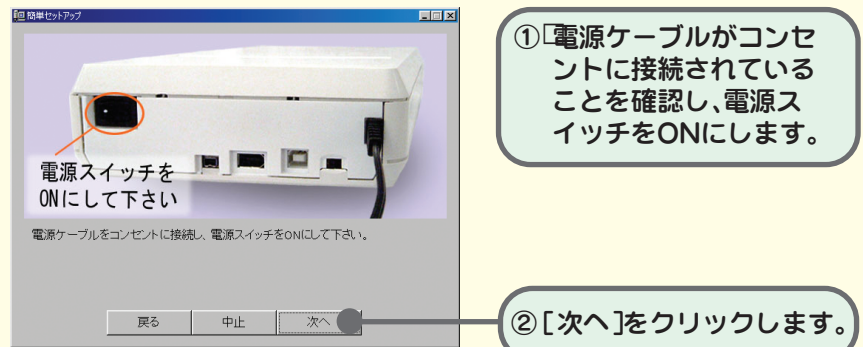 簡単セットアップ
電源スイッチを
ONにして下さい
電源ケーブルをコンセントに接続し、電源スイッチをONにして下さい。
戻る
中止
次へ
①電源ケーブルがコンセ
ントに接続されている
ことを確認し、電源ス
イッチをONにします。
②[次へ]をクリックします。